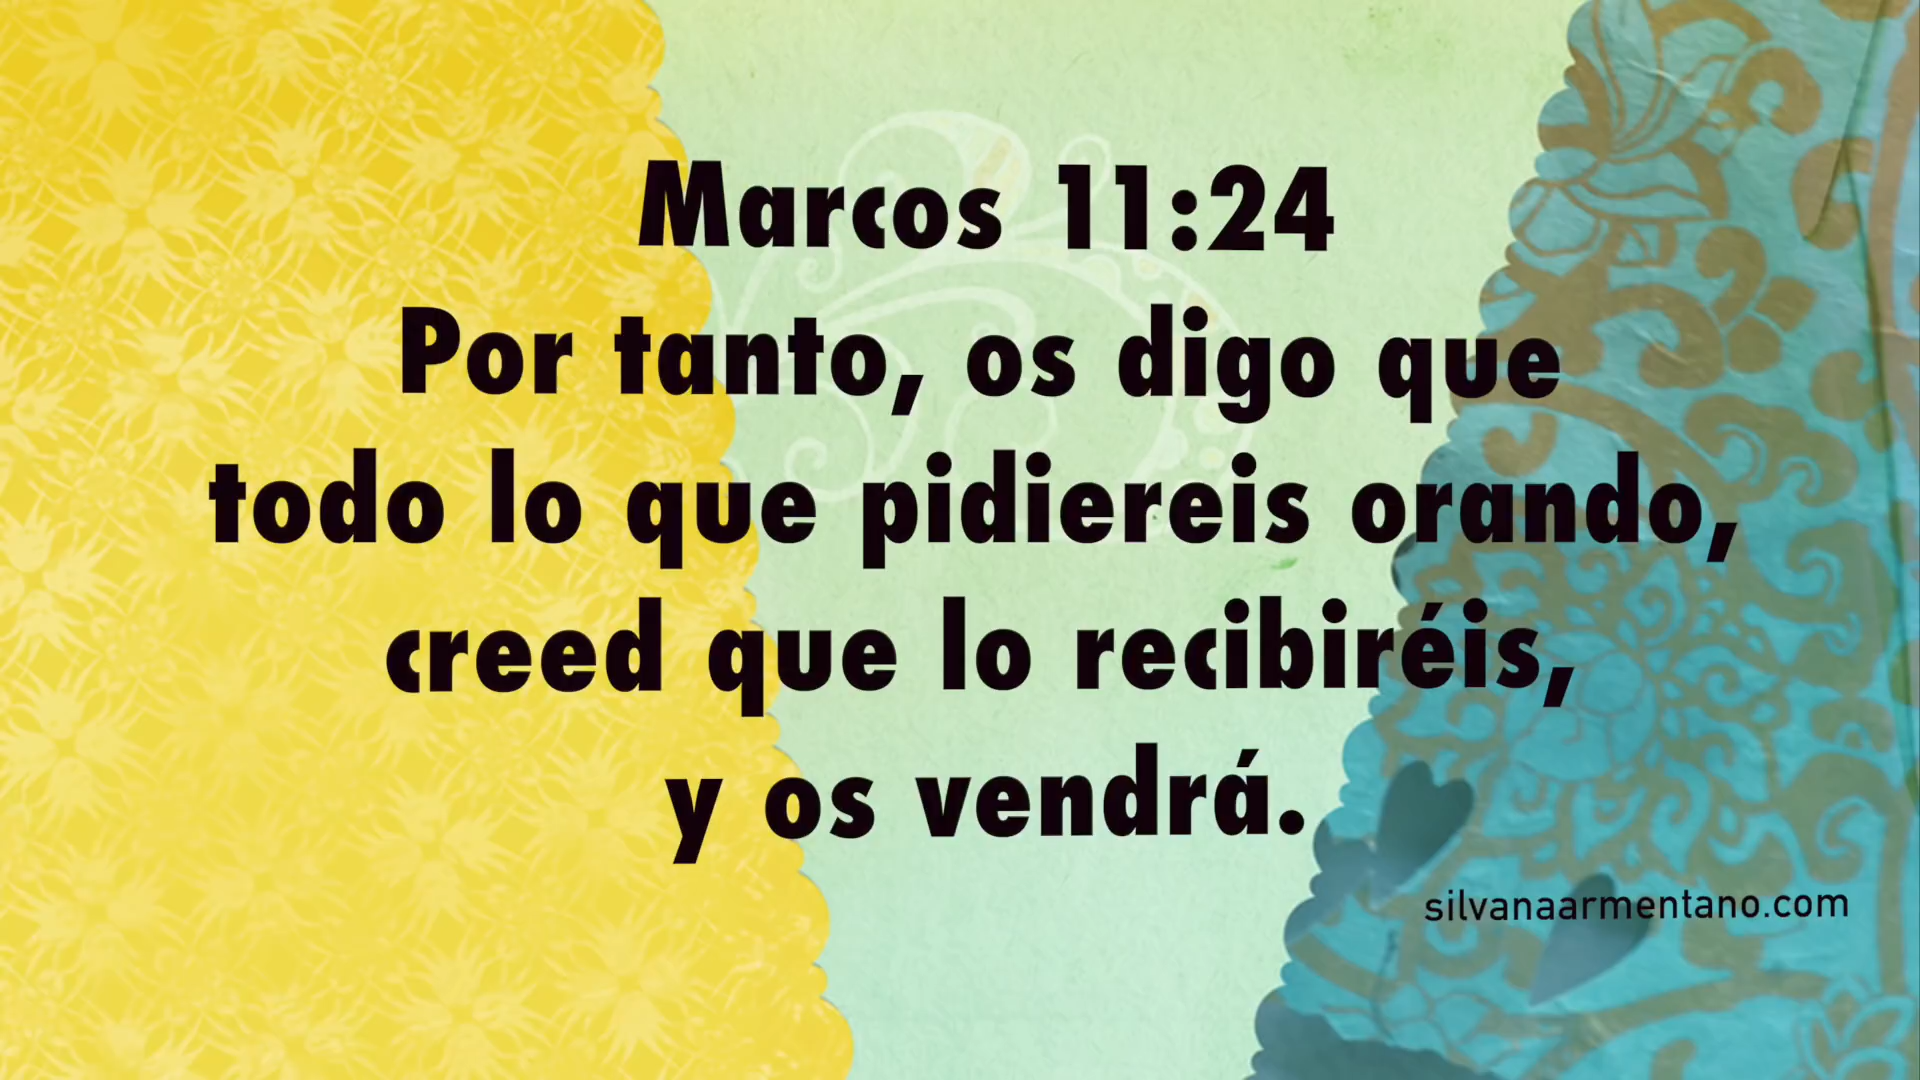 Marcos 11:24
Por tanto, os digo que
todo lo que pidiereis orando,
creed que lo recibiréis,
y os vendrá.
silvanaarmentano.com